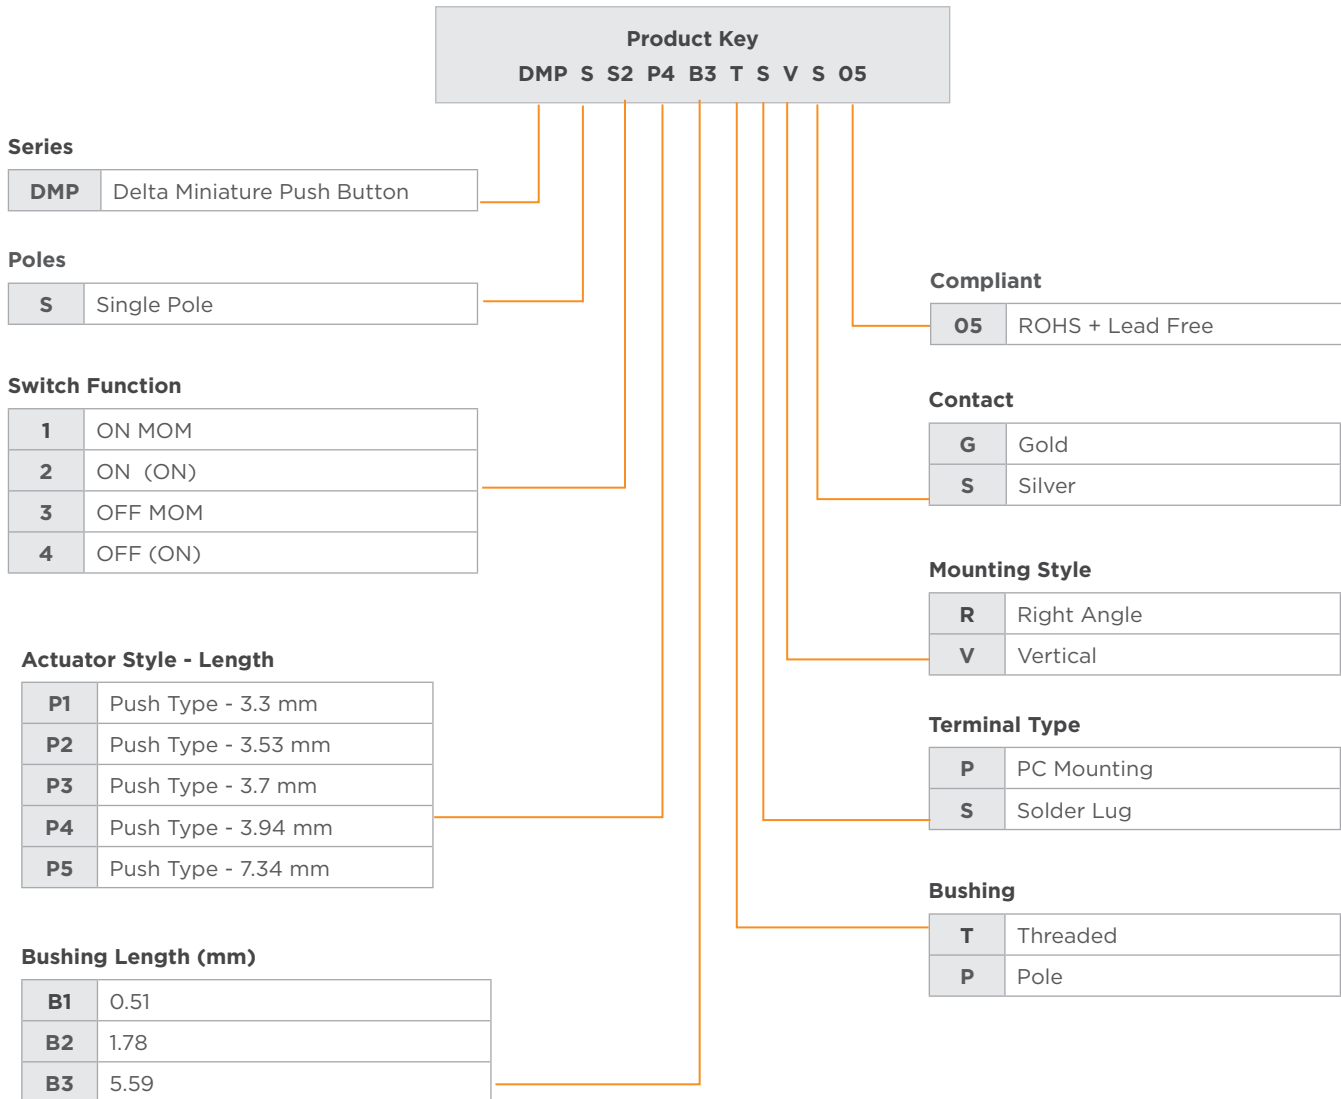 Product Key
DMP S S2 P4 B3 T S V S 05
Series
DMP Delta Miniature Push Button
Poles
S Single Pole
Switch Function
1 ON MOM
2 ON (ON)
3 OFF MOM
4 OFF (ON)
Actuator Style - Length
P1 Push Type - 3.3 mm
P2 Push Type - 3.53 mm
P3 Push Type - 3.7 mm
P4 Push Type - 3.94 mm
P5 Push Type - 7.34 mm
Bushing Length (mm)
B1 0.51
B2 1.78
B3 5.59
Compliant
05 ROHS + Lead Free
Contact
G Gold
S Silver
Mounting Style
R Right Angle
V Vertical
Terminal Type
P PC Mounting
S Solder Lug
Bushing
T Threaded
P Pole